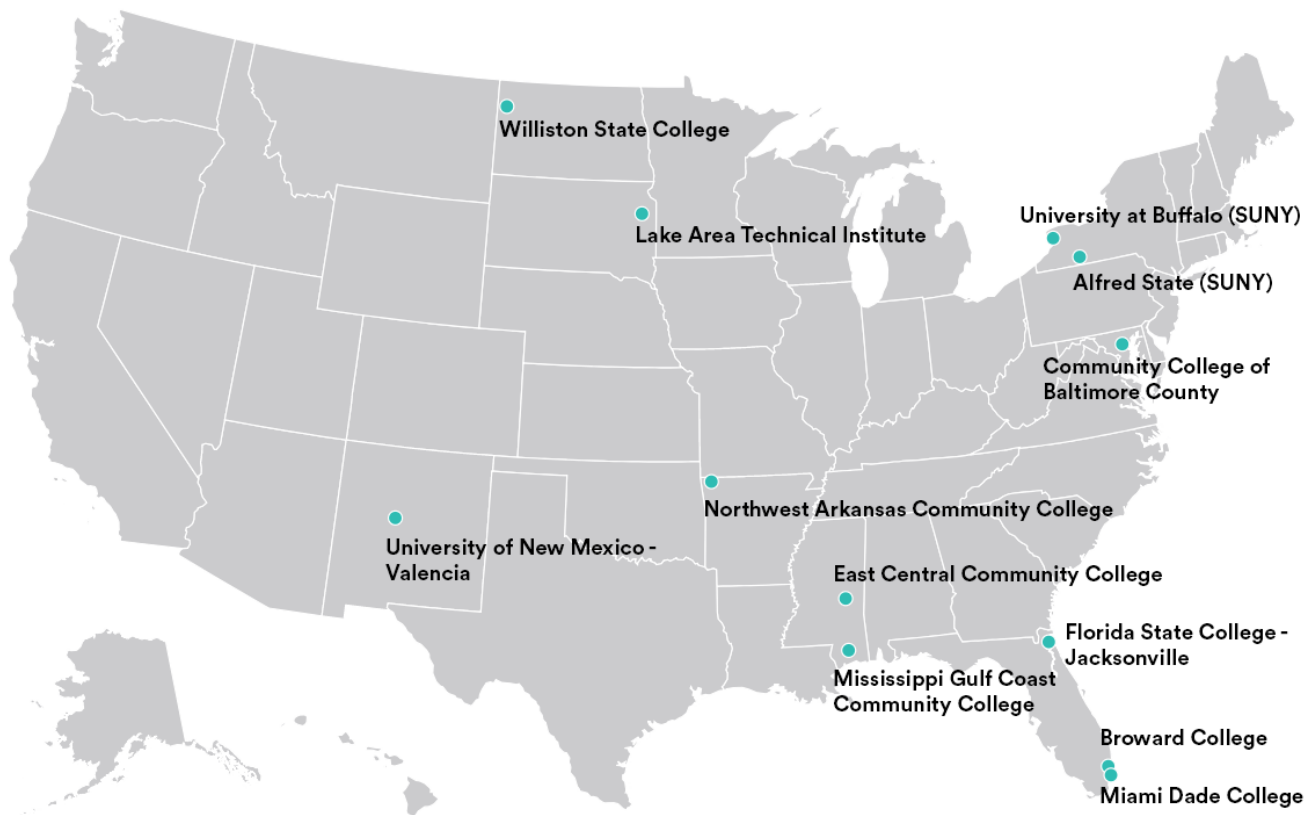 Williston State College
Lake Area Technical Institute
University at Buffalo (SUNY)
Alfred State (SUNY)
Community College of
Baltimore County
Northwest Arkansas Community College
University of New Mexico -
Valencia
East Central Community College
Florida State College -
Jacksonville
Mississippi Gulf Coast
Community College
Broward College
Miami Dade College